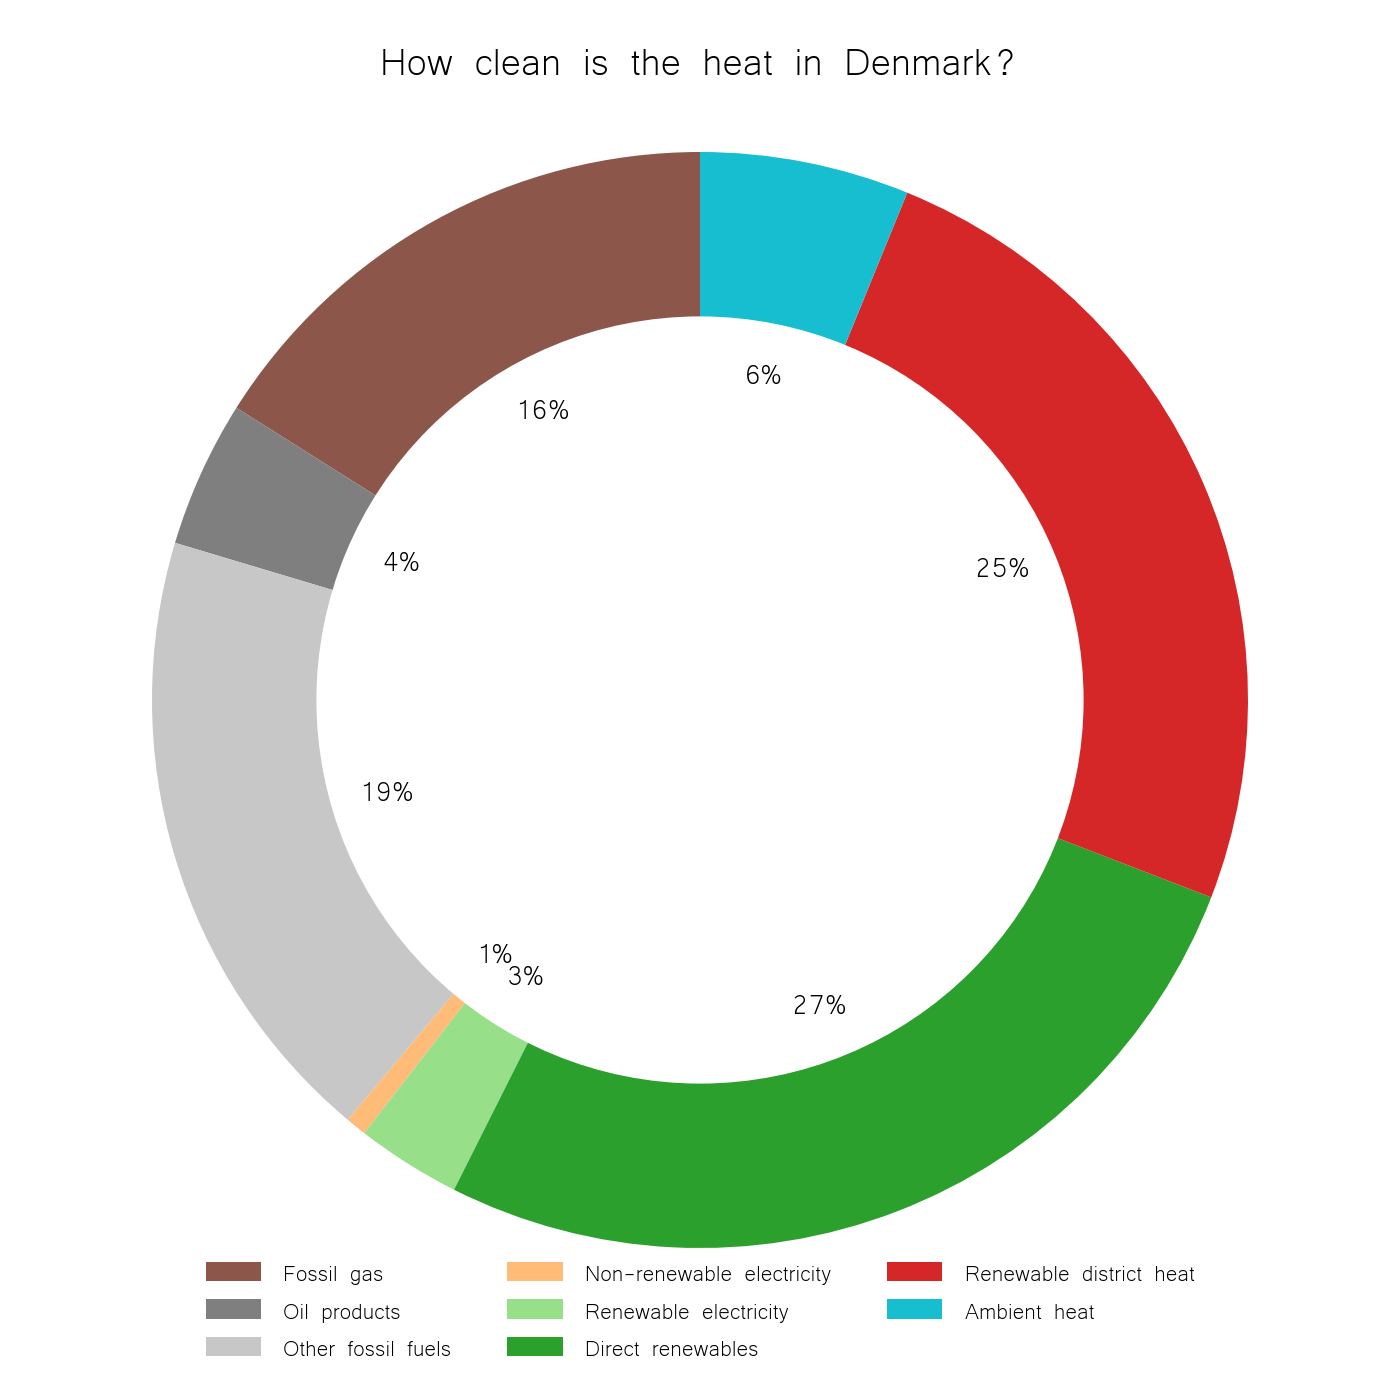 How clean is the heat in Denmark?
6%
16%
4%
25%
19%
1%
3%
27%
Fossil gas
Oil products
Other fossil fuels
Non-renewable electricity
Renewable electricity
Direct renewables
Renewable district heat
Ambient heat